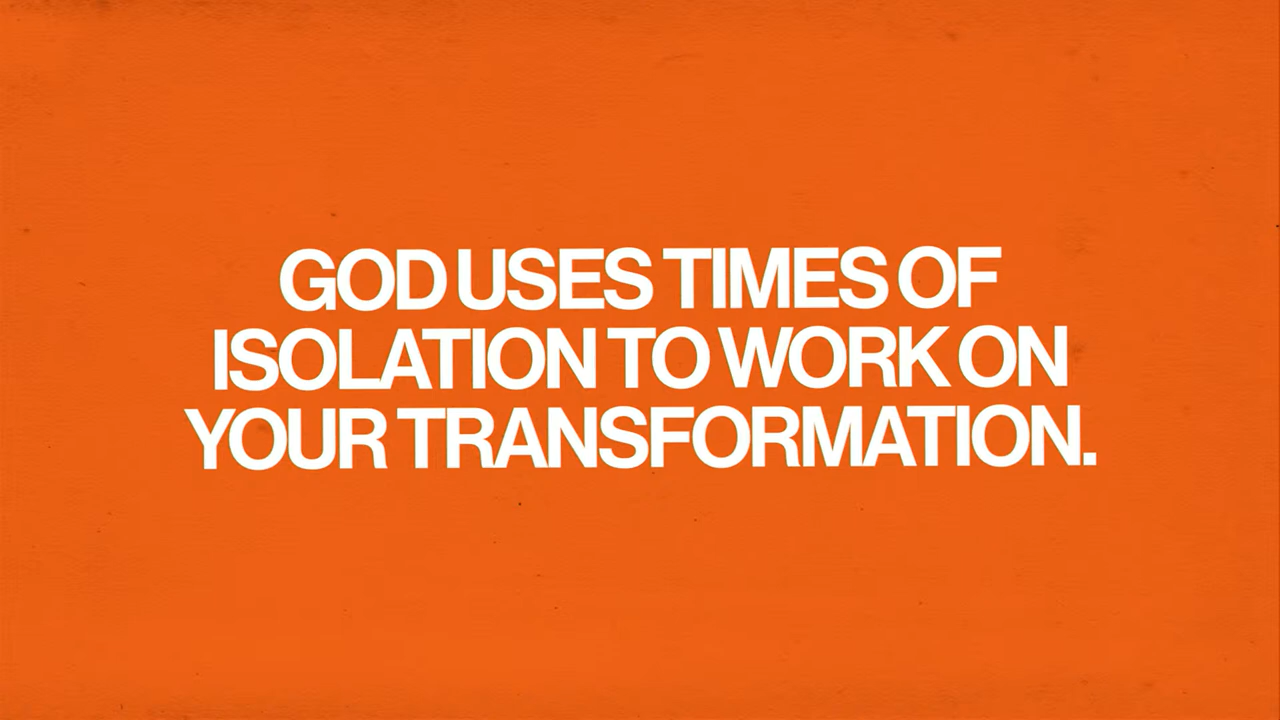 GOD USES TIMES OF
ISOLATION TO WORK ON
YOUR TRANSFORMATION.